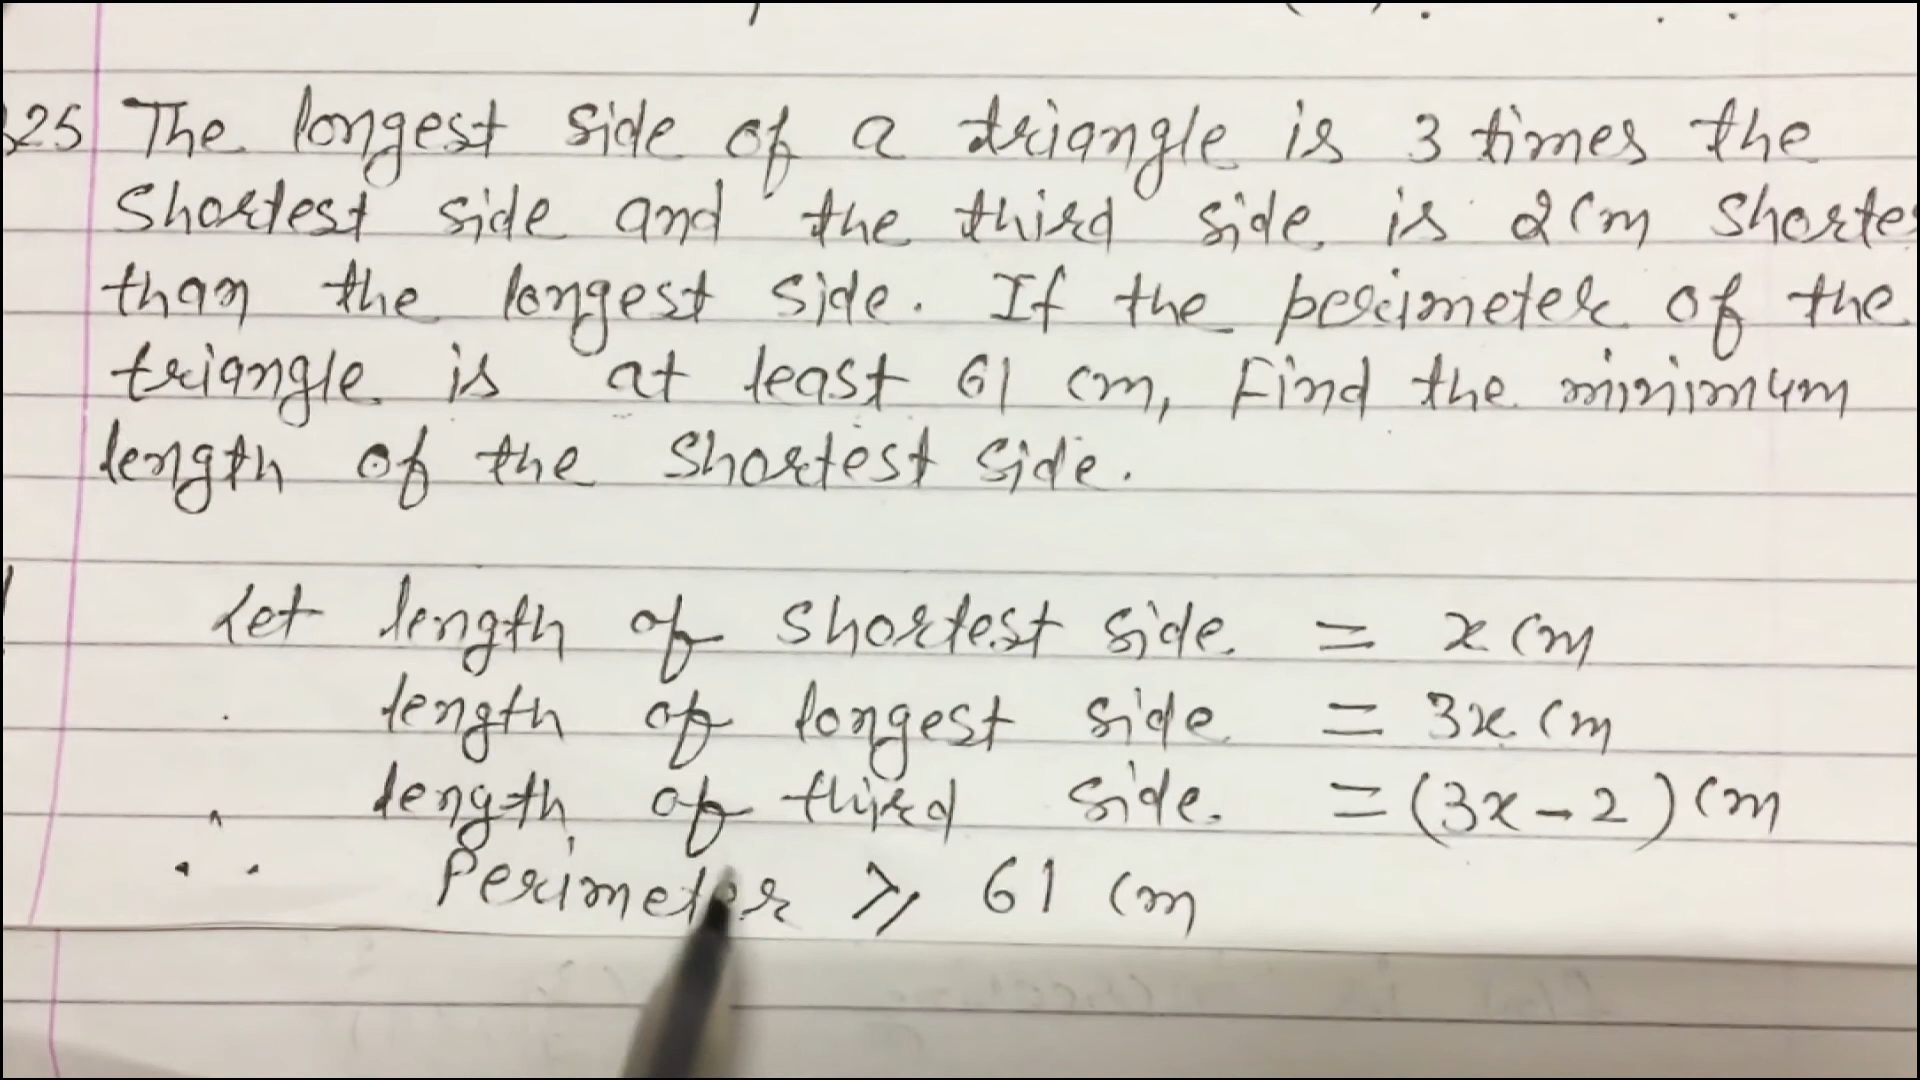 25 The longest side of a triangle is 3 times the
Shortest side and the third side is 2cm Shorte
than the longest side. If the perimeter of the
triangle is at least 61 cm, Find the minimum
length of the Shortest side.
Let length of shortest side = x cm
length of longest side = 3x cm
length of third side. = (3x-2) cm
∴ Perimeter ⩾ 61 cm